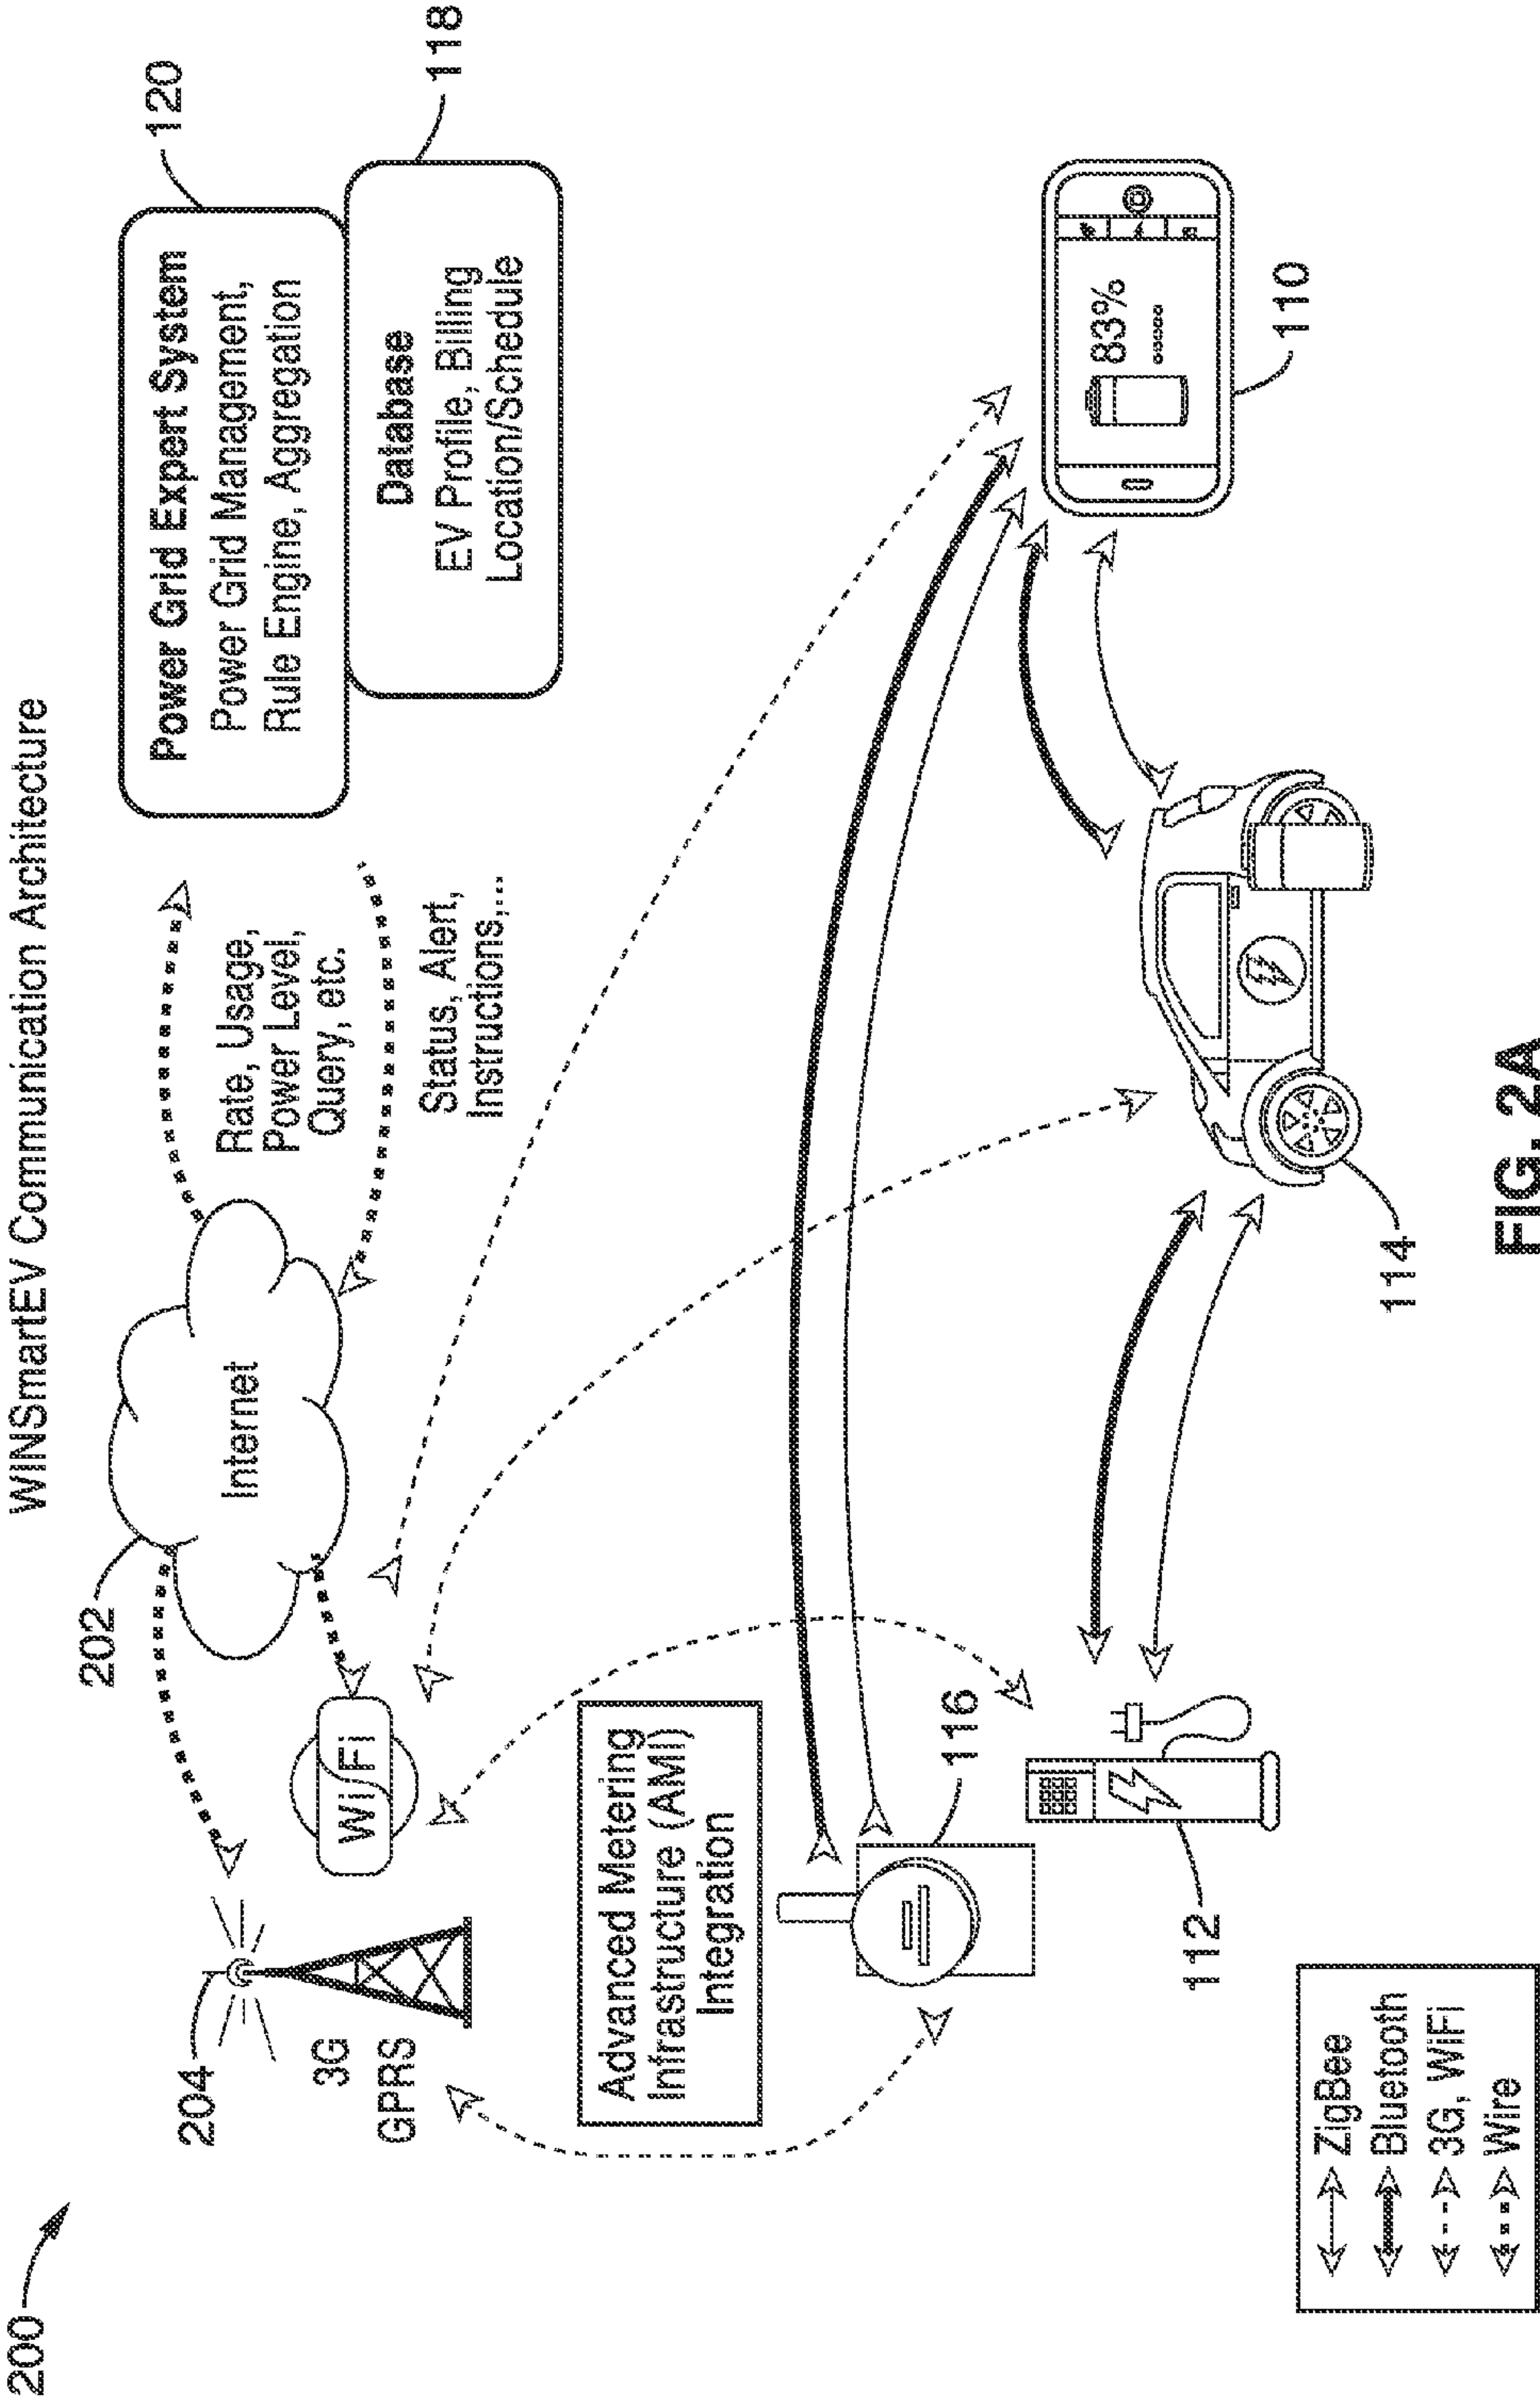 200
WINSmartEV Communication Architecture
204
3G
GPRS
WiFi
202
Internet
Rate, Usage,
Power Level,
Query, etc.
Status, Alert,
Instructions,...
120
Power Grid Expert System
Power Grid Management,
Rule Engine, Aggregation
118
Database
EV Profile, Billing
Location/Schedule
Advanced Metering
Infrastructure (AMI)
Integration
116
112
114
83%
110
ZigBee
Bluetooth
3G, WiFi
Wire
FIG. 2A